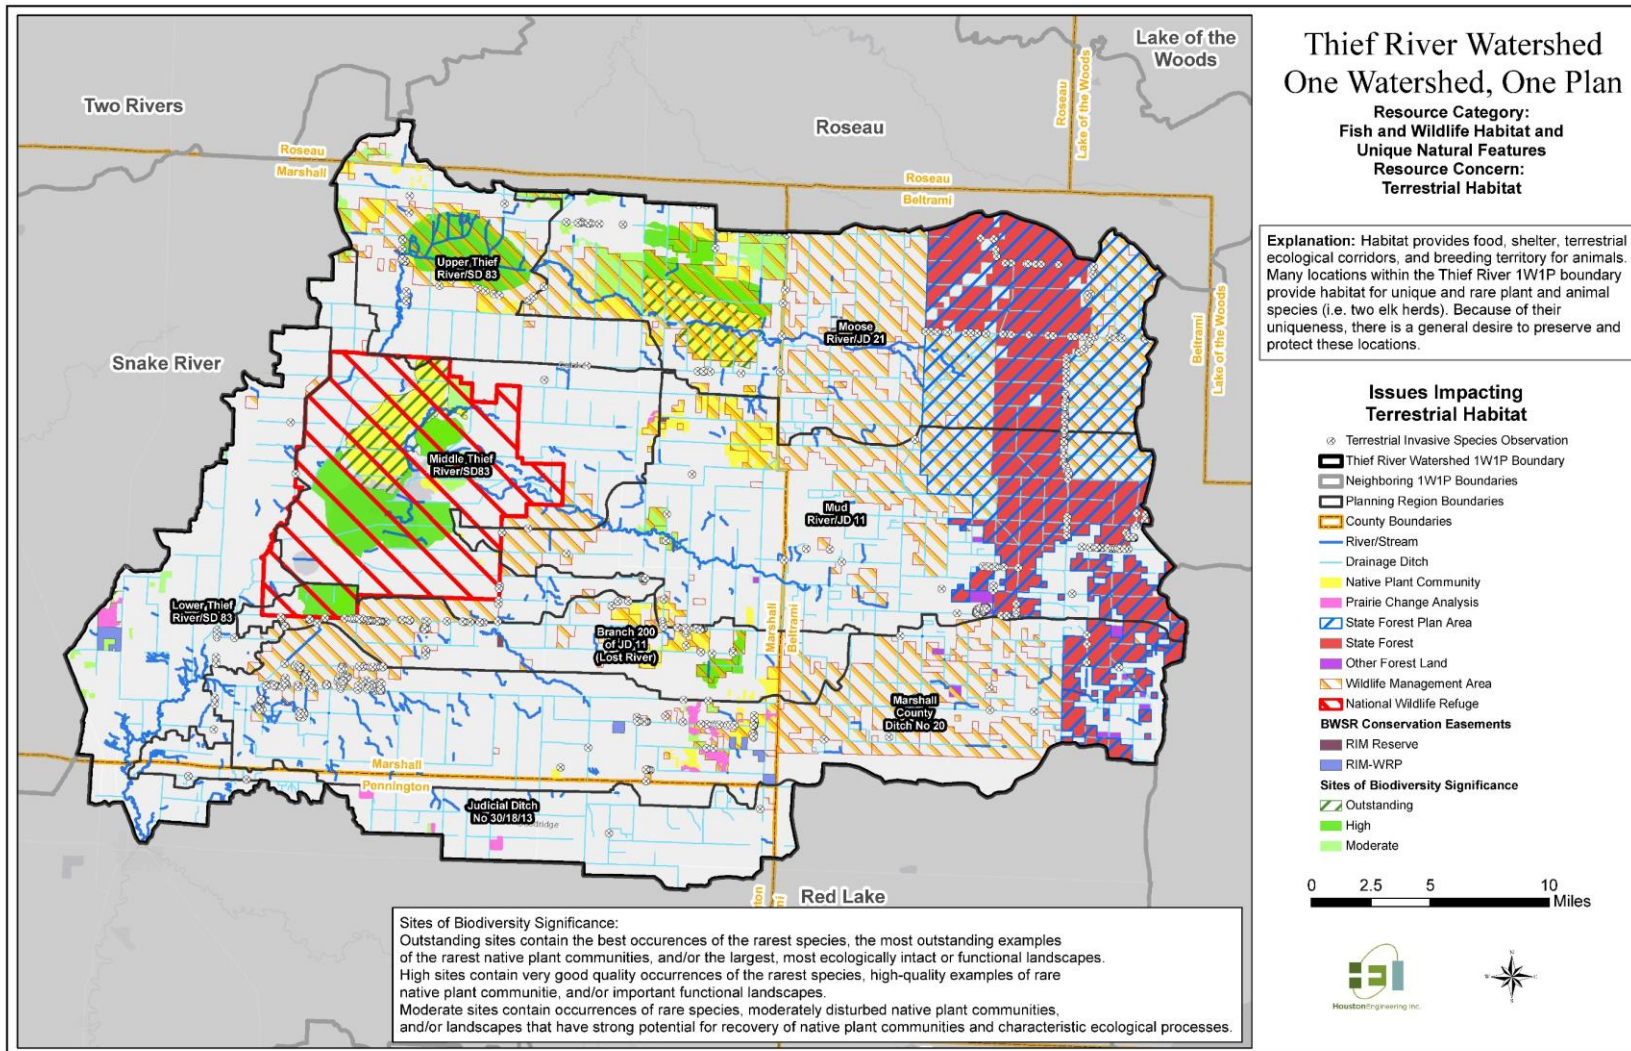 Thief River Watershed
One Watershed, One Plan
Resource Category:
Fish and Wildlife Habitat and
Unique Natural Features
Resource Concern:
Terrestrial Habitat
Explanation: Habitat provides food, shelter, terrestrial
ecological corridors, and breeding territory for animals.
Many locations within the Thief River 1W1P boundary
provide habitat for unique and rare plant and animal
species (i.e. two elk herds). Because of their
uniqueness, there is a general desire to preserve and
protect these locations.
Issues Impacting
Terrestrial Habitat
Terrestrial Invasive Species Observation
Thief River Watershed 1W1P Boundary
Neighboring 1W1P Boundaries
Planning Region Boundaries
County Boundaries
River/Stream
Drainage Ditch
Native Plant Community
Prairie Change Analysis
State Forest Plan Area
State Forest
Other Forest Land
Wildlife Management Area
National Wildlife Refuge
BWSR Conservation Easements
RIM Reserve
RIM-WRP
Sites of Biodiversity Significance
Outstanding
High
Moderate
0 2.5 5 10
Miles
HoustonEngineering Inc.
N
W E
S
Lake of the
Woods
Two Rivers
Roseau
Roseau
Lake of the Woods
Roseau
Marshall
Roseau
Beltrami
Beltrami
Lake of the Woods
Upper Thief
River/SD 83
Moose
River/JD 21
Snake River
Middle Thief
River/SD83
Mud
River/JD 11
Lower Thief
River/SD 83
Branch 200
of JD 11
(Lost River)
Marshall
Beltrami
Marshall
County
Ditch No 20
Marshall
Pennington
Judicial Ditch
No 30/18/13
Red Lake
Sites of Biodiversity Significance:
Outstanding sites contain the best occurences of the rarest species, the most outstanding examples
of the rarest native plant communities, and/or the largest, most ecologically intact or functional landscapes.
High sites contain very good quality occurrences of the rarest species, high-quality examples of rare
native plant communitie, and/or important functional landscapes.
Moderate sites contain occurrences of rare species, moderately disturbed native plant communities,
and/or landscapes that have strong potential for recovery of native plant communities and characteristic ecological processes.